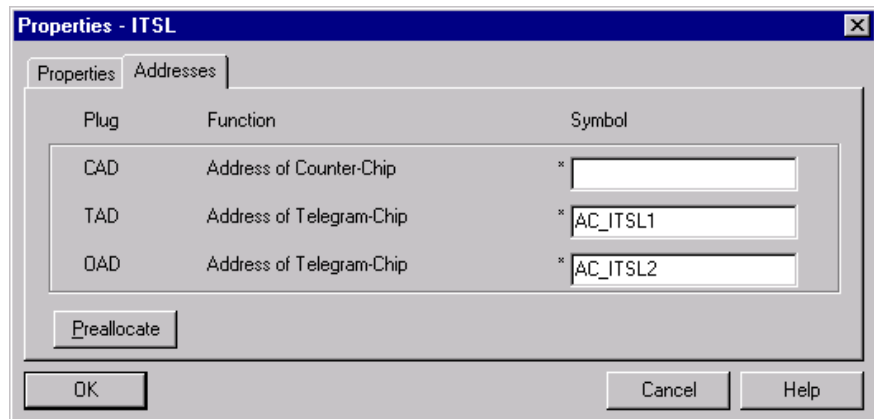 Properties - ITSL
Properties Addresses
Plug Function Symbol
CAD Address of Counter-Chip *
TAD Address of Telegram-Chip * AC_ITSL1
OAD Address of Telegram-Chip * AC_ITSL2
Preallocate
OK Cancel Help